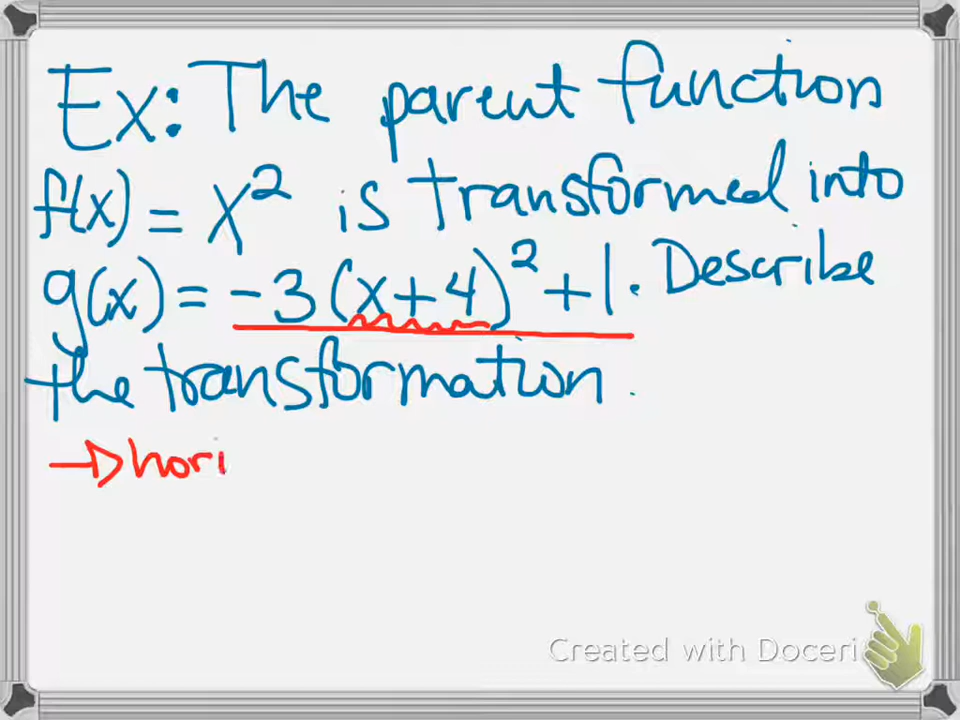 Ex: The parent function
f(x) = x² is transformed into
g(x) = -3(x+4)² +1. Describe
the transformation.
→ hori
Created with Doceri